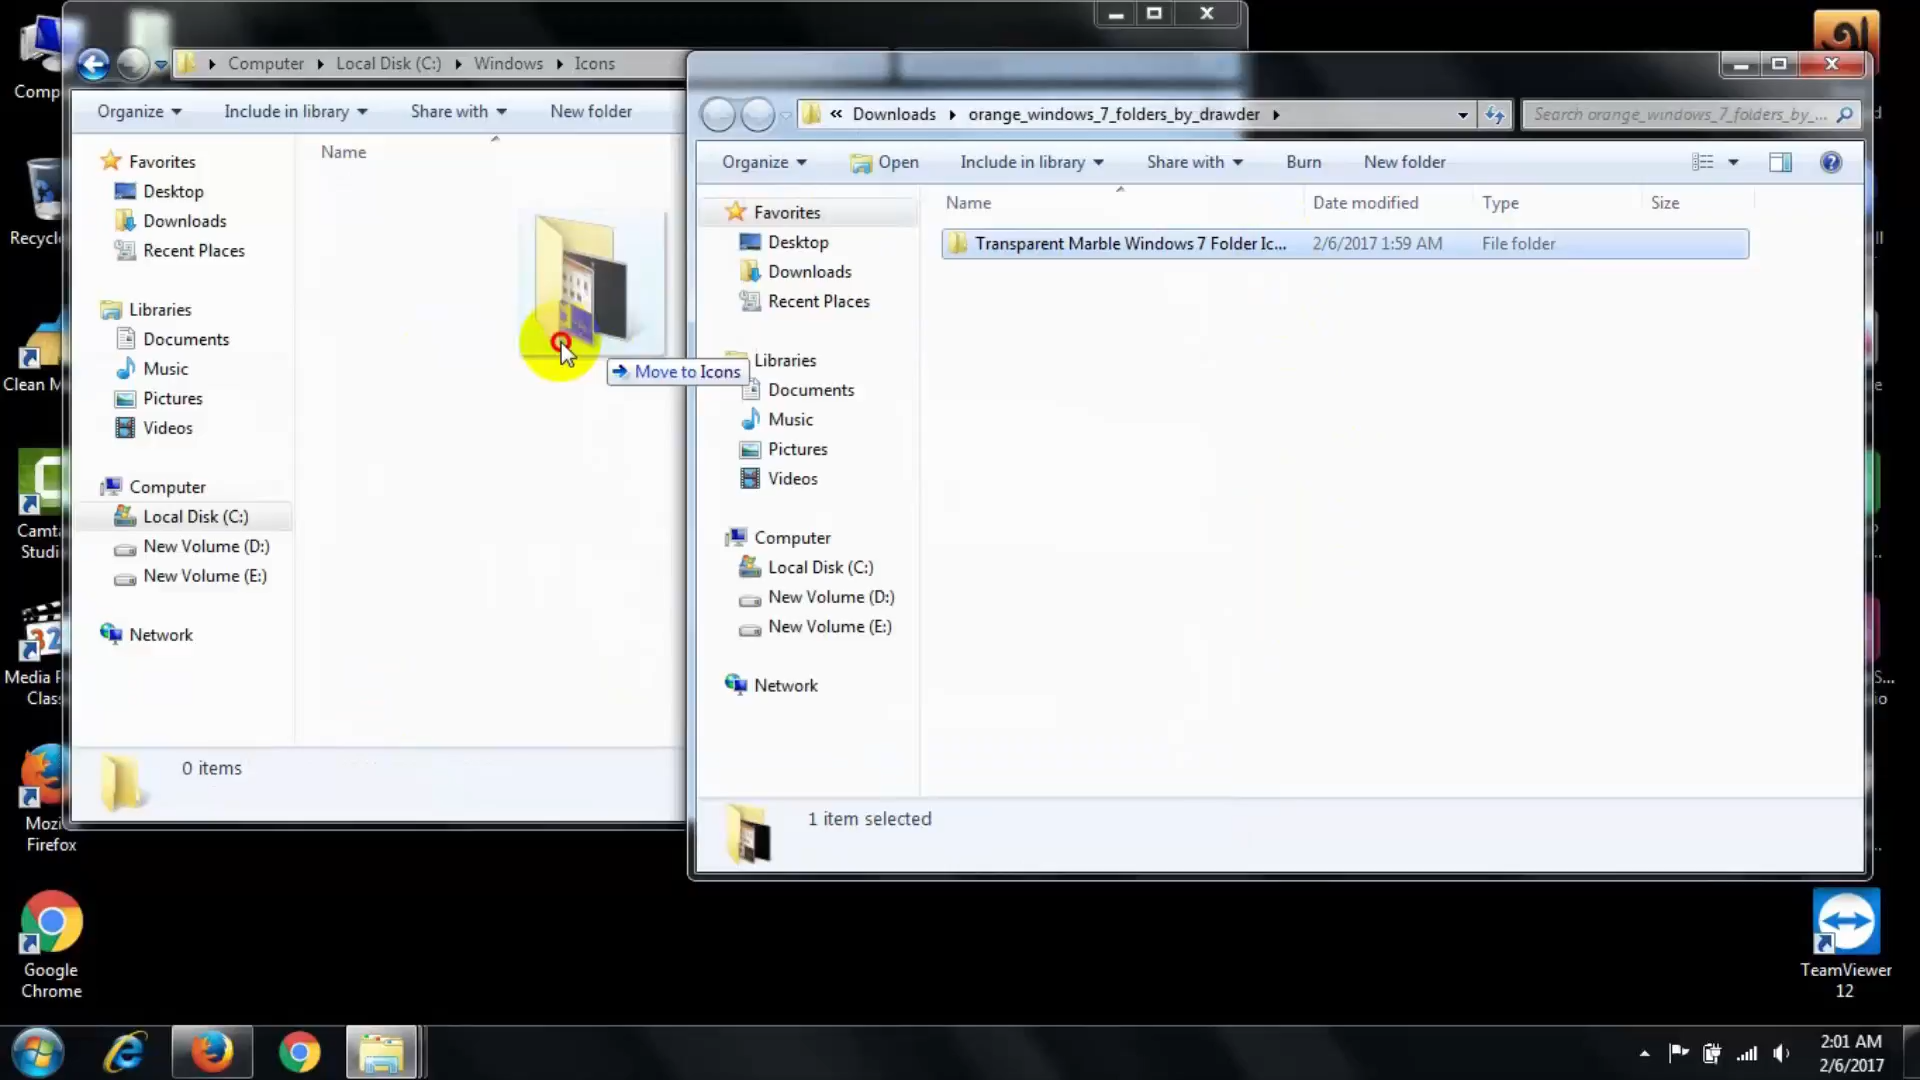 Computer Local Disk (C:) Windows Icons
Organize Include in library Share with New folder
Name
Favorites
Desktop
Downloads
Recent Places
Libraries
Documents
Music
Pictures
Videos
Computer
Local Disk (C:)
New Volume (D:)
New Volume (E:)
Network
0 items
Move to Icons
« Downloads orange_windows_7_folders_by_drawder
Search orange_windows_7_folders_by_...
Organize Open Include in library Share with Burn New folder
Name Date modified Type Size
Transparent Marble Windows 7 Folder Ic... 2/6/2017 1:59 AM File folder
Favorites
Desktop
Downloads
Recent Places
Libraries
Documents
Music
Pictures
Videos
Computer
Local Disk (C:)
New Volume (D:)
New Volume (E:)
Network
1 item selected
Comp
Recycl
Clean M
Camta
Studi
Media P
Clas
Mozi
Firefox
Google
Chrome
TeamViewer
12
2:01 AM
2/6/2017